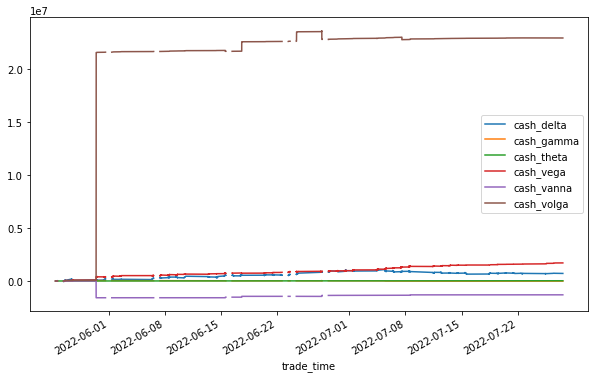 1e7
2.0
1.5
1.0
0.5
0.0
cash_delta
cash_gamma
cash_theta
cash_vega
cash_vanna
cash_volga
2022-06-01
2022-06-08
2022-06-15
2022-06-22
2022-07-01
2022-07-08
2022-07-15
2022-07-22
trade_time